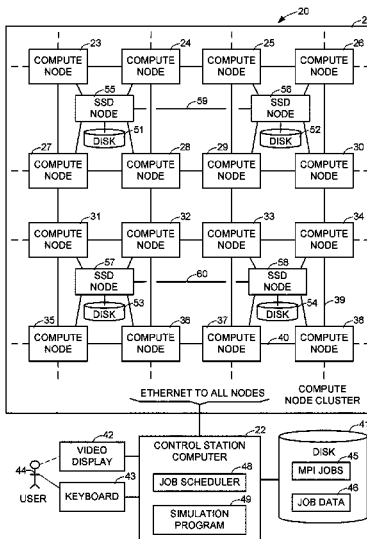 20
21
23 24 25 26
COMPUTE NODE COMPUTE NODE COMPUTE NODE COMPUTE NODE
55 56
SSD NODE 59 SSD NODE
51 52
DISK DISK
27 28 29 30
COMPUTE NODE COMPUTE NODE COMPUTE NODE COMPUTE NODE
31 32 33 34
COMPUTE NODE COMPUTE NODE COMPUTE NODE COMPUTE NODE
57 58
SSD NODE 60 SSD NODE
53 54 39
DISK DISK
35 36 37 40 38
COMPUTE NODE COMPUTE NODE COMPUTE NODE COMPUTE NODE
ETHERNET TO ALL NODES
COMPUTE NODE CLUSTER
42 22 41
VIDEO DISPLAY
CONTROL STATION COMPUTER
DISK
44 43 48 45
USER
KEYBOARD
JOB SCHEDULER
MPI JOBS
49 46
SIMULATION PROGRAM
JOB DATA